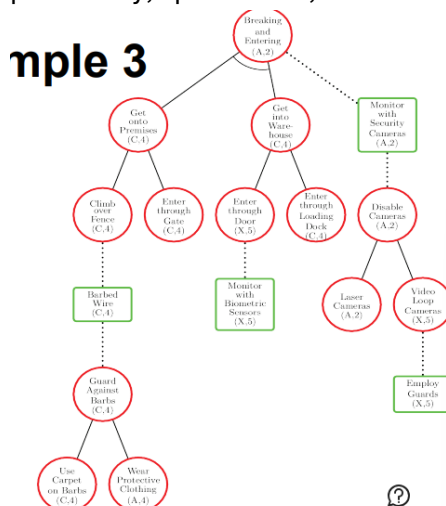 mple 3
Breaking
and
Entering
(A,2)
Get
onto
Premises
(C,4)
Get
into
Ware-
house
(C,4)
Monitor
with
Security
Cameras
(A,2)
Climb
over
Fence
(C,4)
Enter
through
Gate
(C,4)
Enter
through
Door
(X,5)
Enter
through
Loading
Dock
(C,4)
Disable
Cameras
(A,2)
Barbed
Wire
(C,4)
Monitor
with
Biometric
Sensors
(X,5)
Laser
Cameras
(A,2)
Video
Loop
Cameras
(X,5)
Guard
Against
Barbs
(C,4)
Employ
Guards
(X,5)
Use
Carpet
on Barbs
(C,4)
Wear
Protective
Clothing
(A,4)
?